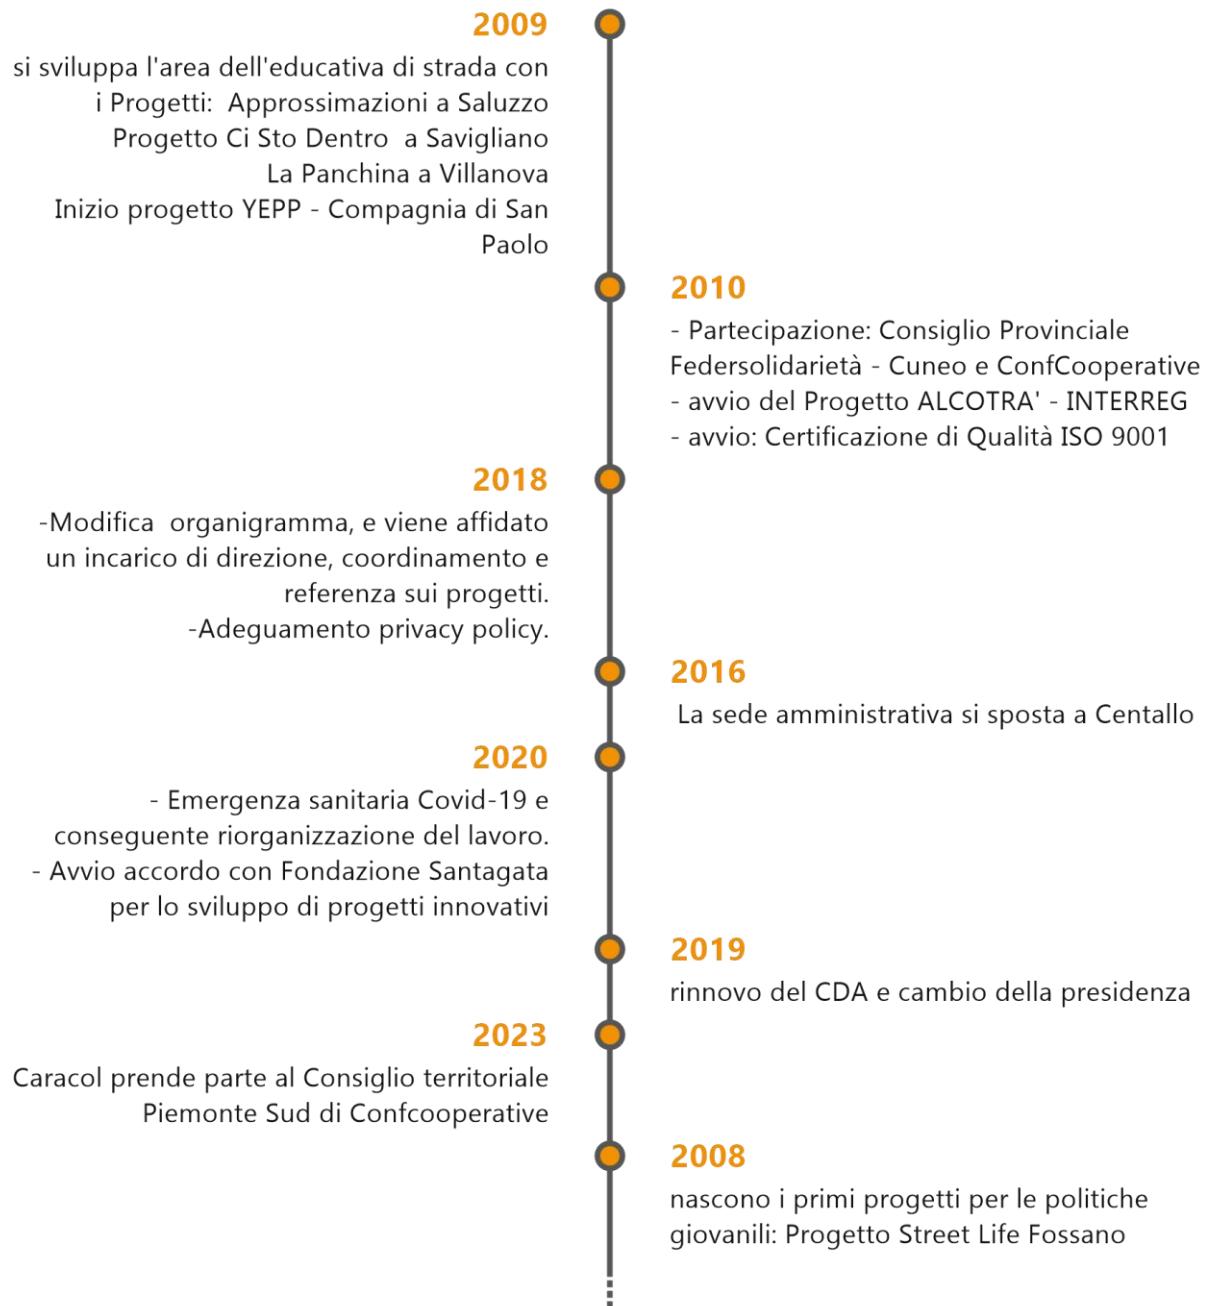 2009
si sviluppa l'area dell'educativa di strada con
i Progetti:  Approssimazioni a Saluzzo
Progetto Ci Sto Dentro  a Savigliano
La Panchina a Villanova
Inizio progetto YEPP - Compagnia di San
Paolo
2010
- Partecipazione: Consiglio Provinciale
Federsolidarietà - Cuneo e ConfCooperative
- avvio del Progetto ALCOTRA' - INTERREG
- avvio: Certificazione di Qualità ISO 9001
2018
-Modifica  organigramma, e viene affidato
un incarico di direzione, coordinamento e
referenza sui progetti.
-Adeguamento privacy policy.
2016
La sede amministrativa si sposta a Centallo
2020
- Emergenza sanitaria Covid-19 e
conseguente riorganizzazione del lavoro.
- Avvio accordo con Fondazione Santagata
per lo sviluppo di progetti innovativi
2019
rinnovo del CDA e cambio della presidenza
2023
Caracol prende parte al Consiglio territoriale
Piemonte Sud di Confcooperative
2008
nascono i primi progetti per le politiche
giovanili: Progetto Street Life Fossano